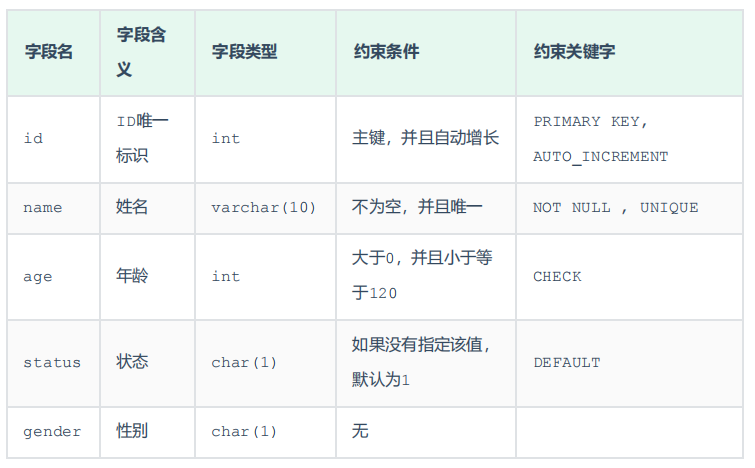 字段名 字段含义 字段类型 约束条件 约束关键字
id ID唯一标识 int 主键，并且自动增长 PRIMARY KEY, AUTO_INCREMENT
name 姓名 varchar(10) 不为空，并且唯一 NOT NULL , UNIQUE
age 年龄 int 大于0，并且小于等于120 CHECK
status 状态 char(1) 如果没有指定该值，默认为1 DEFAULT
gender 性别 char(1) 无